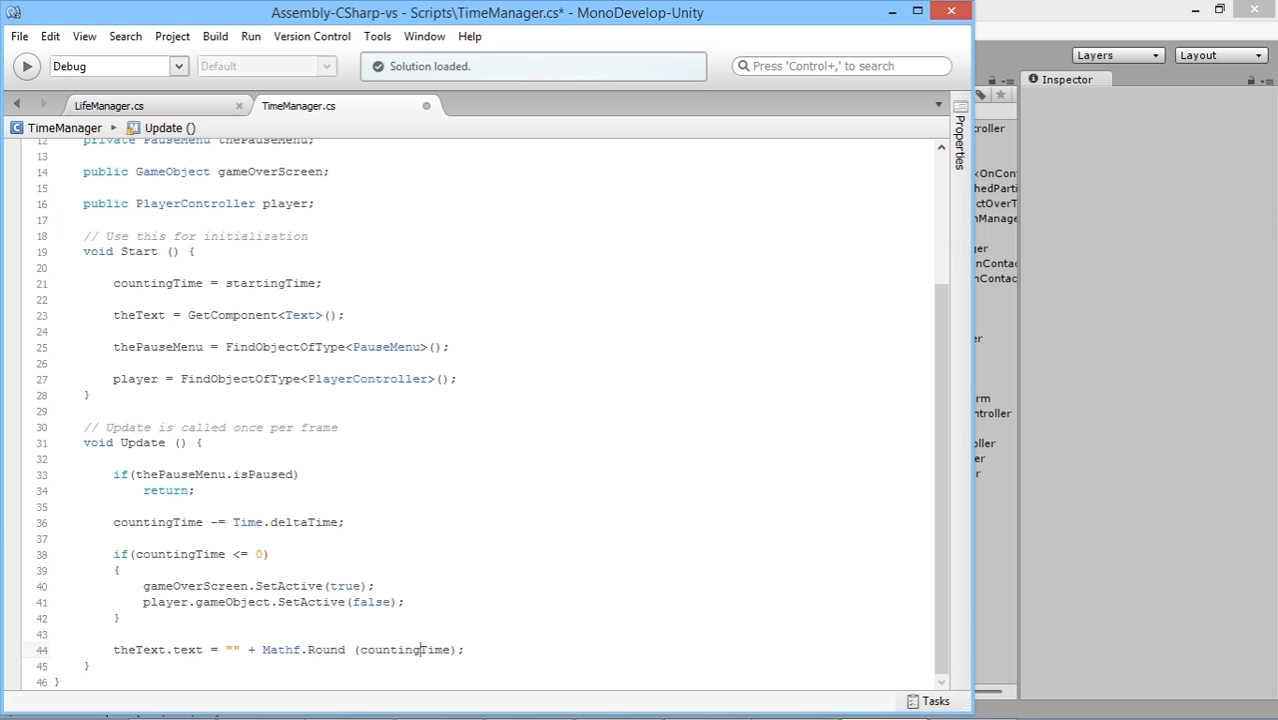 Assembly-CSharp-vs - Scripts\TimeManager.cs* - MonoDevelop-Unity
File Edit View Search Project Build Run Version Control Tools Window Help
Debug Default Solution loaded. Press 'Control+,' to search
Layers Layout
LifeManager.cs TimeManager.cs
Inspector
TimeManager Update ()
Properties
12 private PauseMenu thePauseMenu;
13
14 public GameObject gameOverScreen;
15
16 public PlayerController player;
17
18 // Use this for initialization
19 void Start () {
20
21 countingTime = startingTime;
22
23 theText = GetComponent<Text>();
24
25 thePauseMenu = FindObjectOfType<PauseMenu>();
26
27 player = FindObjectOfType<PlayerController>();
28 }
29
30 // Update is called once per frame
31 void Update () {
32
33 if(thePauseMenu.isPaused)
34 return;
35
36 countingTime -= Time.deltaTime;
37
38 if(countingTime <= 0)
39 {
40 gameOverScreen.SetActive(true);
41 player.gameObject.SetActive(false);
42 }
43
44 theText.text = "" + Mathf.Round (countingTime);
45 }
46 }
Tasks